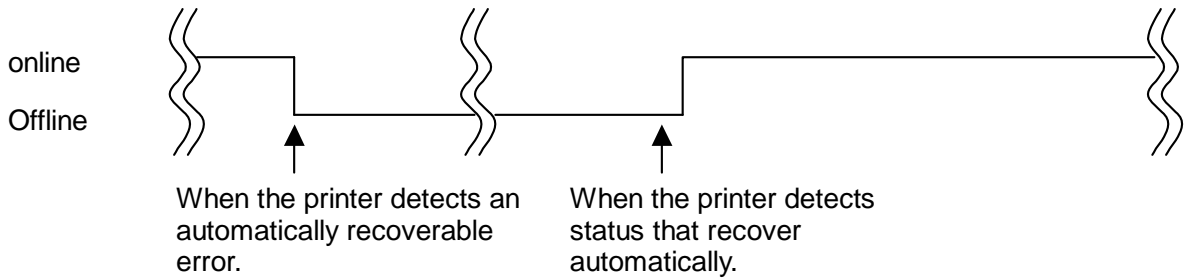 online
Offline
When the printer detects an
automatically recoverable
error.
When the printer detects
status that recover
automatically.